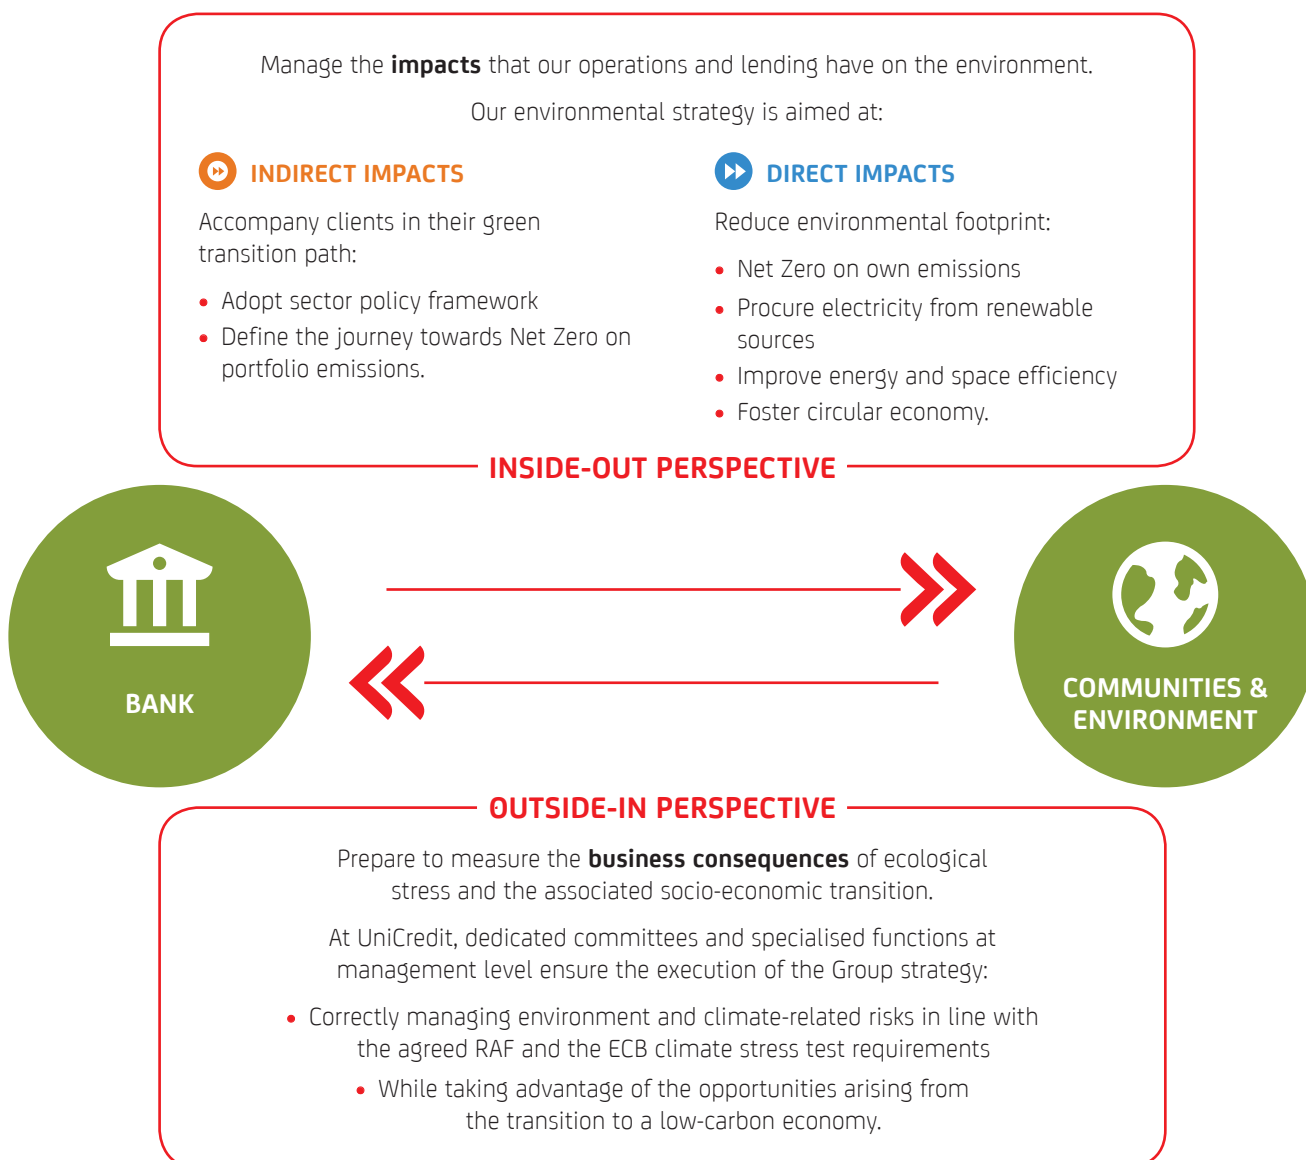 Manage the impacts that our operations and lending have on the environment.
Our environmental strategy is aimed at:
INDIRECT IMPACTS
Accompany clients in their green
transition path:
• Adopt sector policy framework
• Define the journey towards Net Zero on
portfolio emissions.
DIRECT IMPACTS
Reduce environmental footprint:
• Net Zero on own emissions
• Procure electricity from renewable
sources
• Improve energy and space efficiency
• Foster circular economy.
INSIDE-OUT PERSPECTIVE
BANK
COMMUNITIES &
ENVIRONMENT
OUTSIDE-IN PERSPECTIVE
Prepare to measure the business consequences of ecological
stress and the associated socio-economic transition.
At UniCredit, dedicated committees and specialised functions at
management level ensure the execution of the Group strategy:
• Correctly managing environment and climate-related risks in line with
the agreed RAF and the ECB climate stress test requirements
• While taking advantage of the opportunities arising from
the transition to a low-carbon economy.